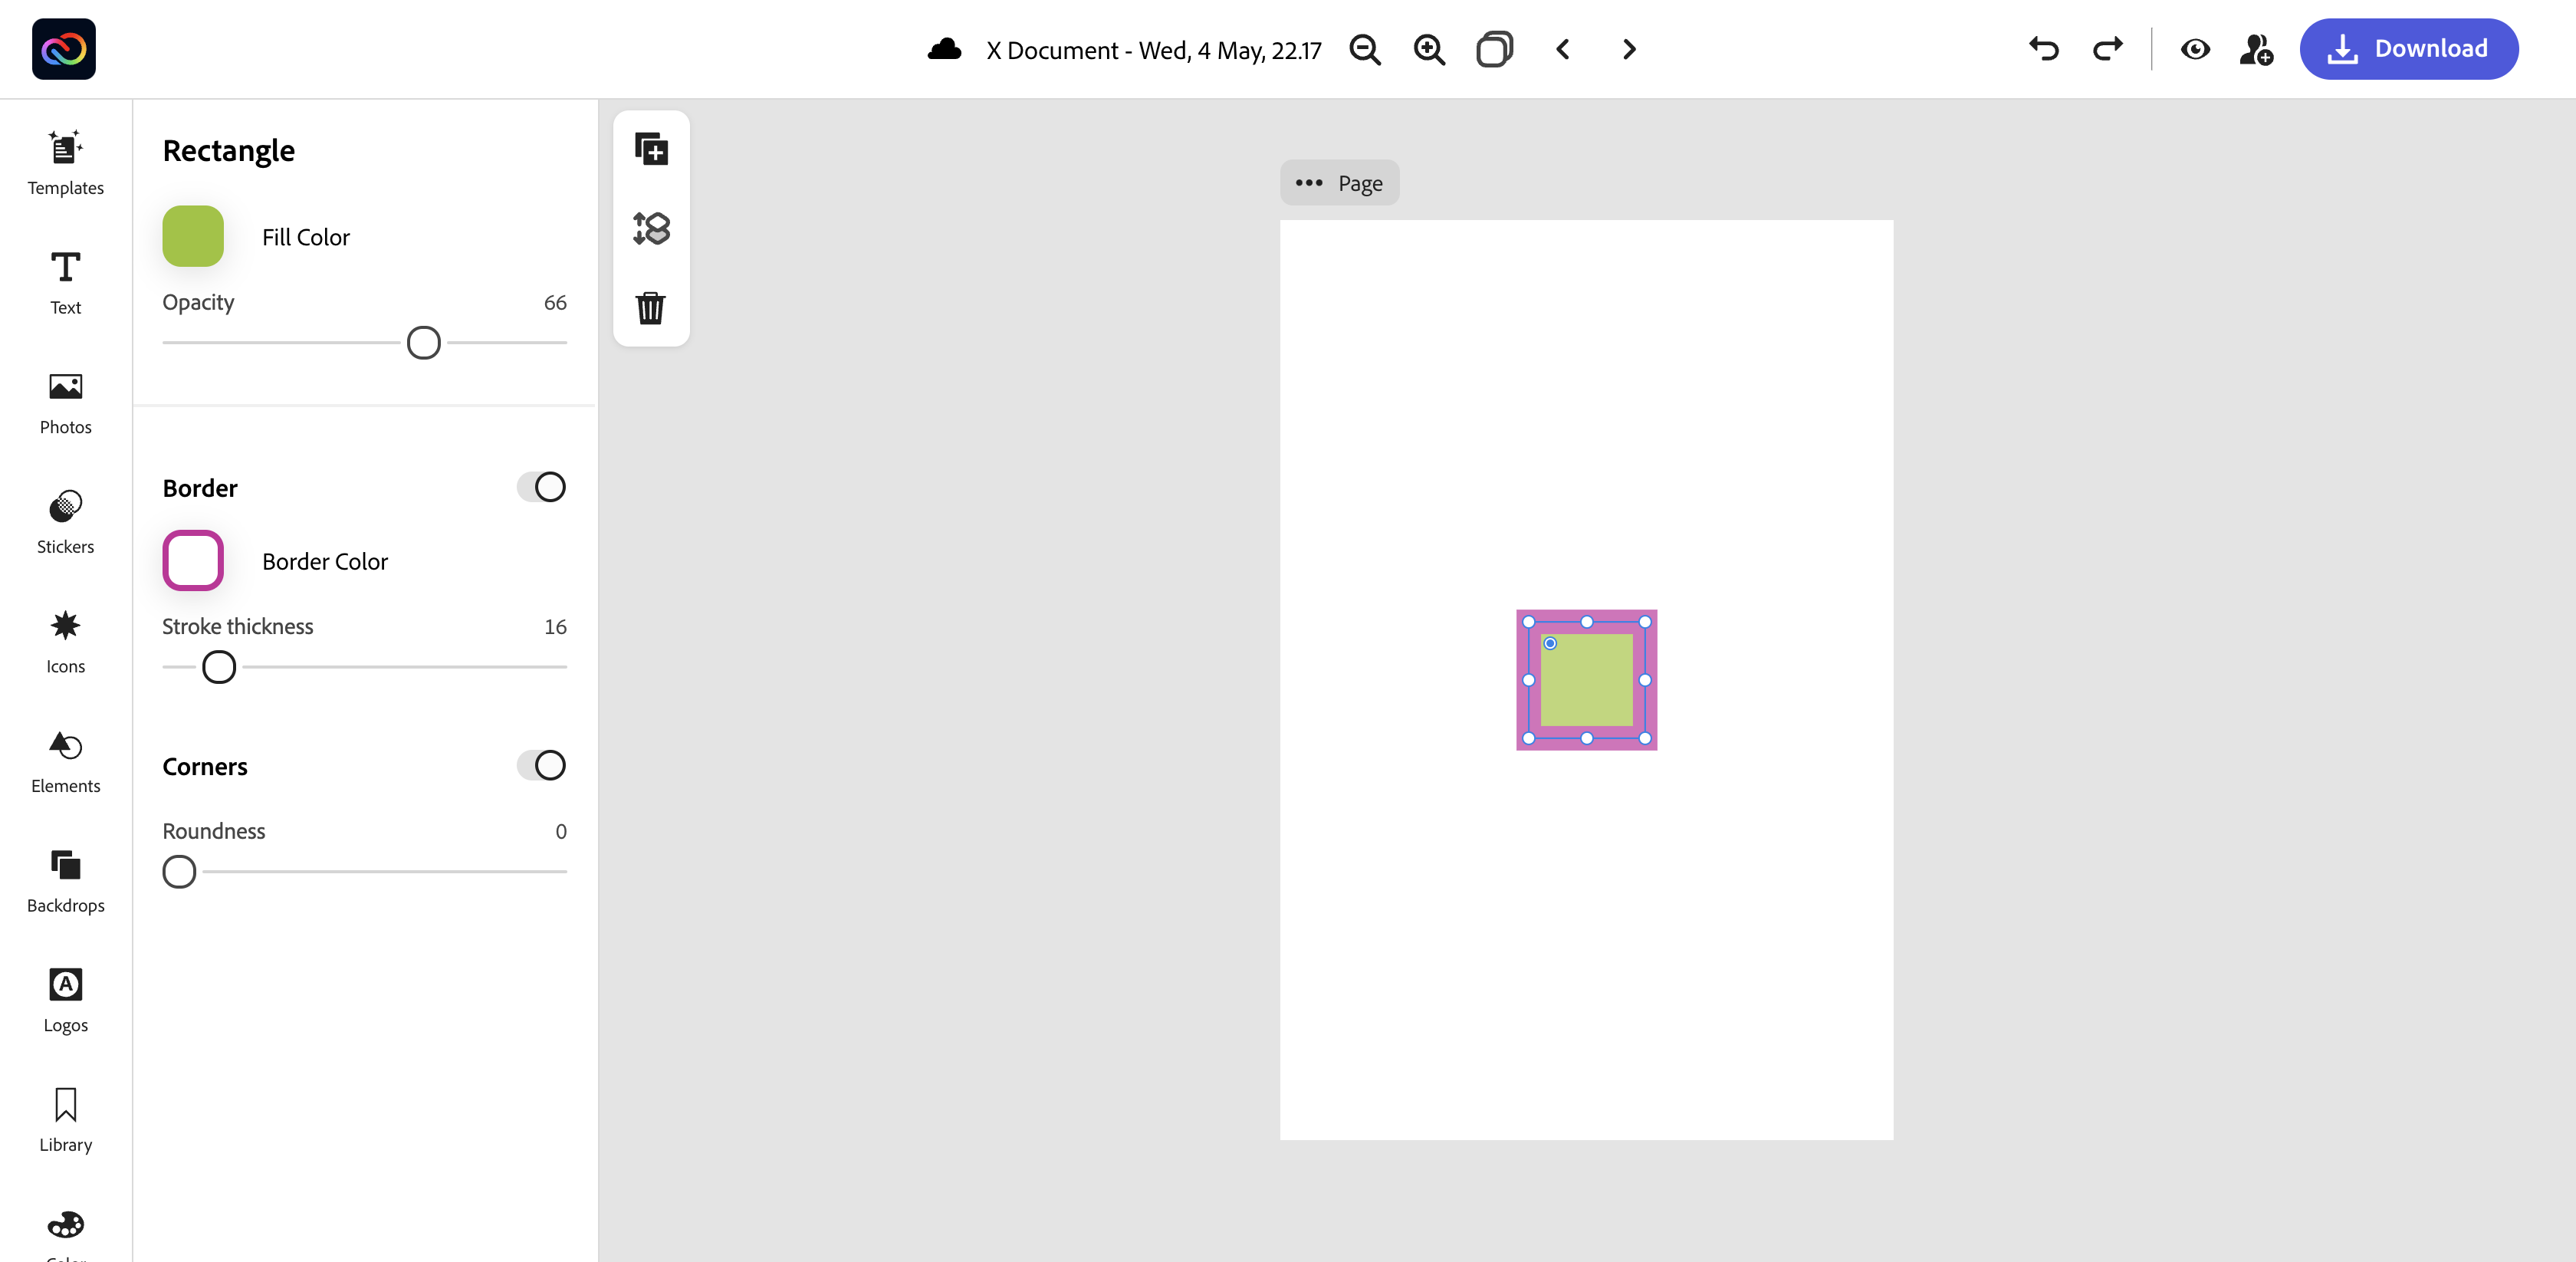 X Document - Wed, 4 May, 22.17
Download
Templates
Text
Photos
Stickers
Icons
Elements
Backdrops
Logos
Library
Rectangle
Fill Color
Opacity 66
Border
Border Color
Stroke thickness 16
Corners
Roundness 0
Page